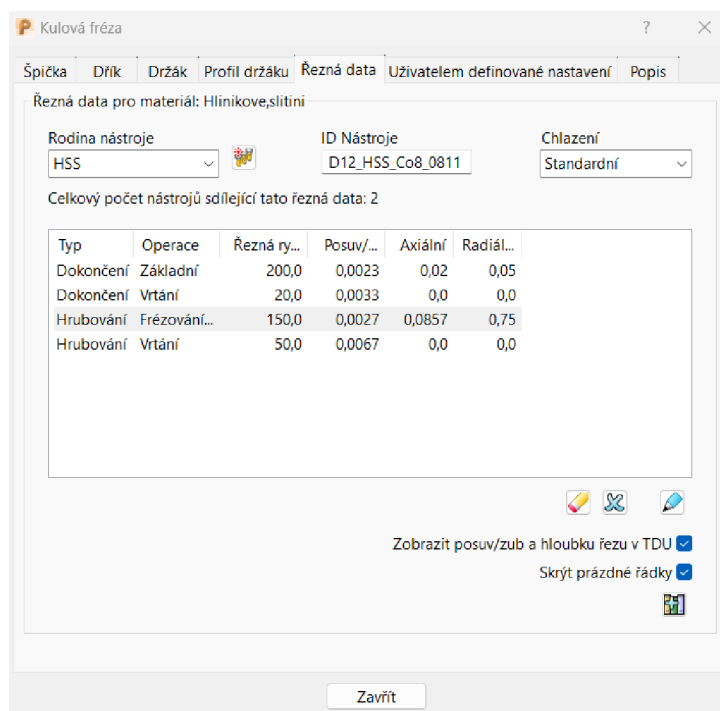 Kulová fréza
Špička Dřík Držák Profil držáku Řezná data Uživatelem definované nastavení Popis
Řezná data pro materiál: Hlinikove,slitini
Rodina nástroje ID Nástroje Chlazení
HSS D12_HSS_Co8_0811 Standardní
Celkový počet nástrojů sdílející tato řezná data: 2
Typ Operace Řezná ry... Posuv/... Axiální Radiál...
Dokončení Základní 200,0 0,0023 0,02 0,05
Dokončení Vrtání 20,0 0,0033 0,0 0,0
Hrubování Frézování... 150,0 0,0027 0,0857 0,75
Hrubování Vrtání 50,0 0,0067 0,0 0,0
Zobrazit posuv/zub a hloubku řezu v TDU
Skrýt prázdné řádky
Zavřít